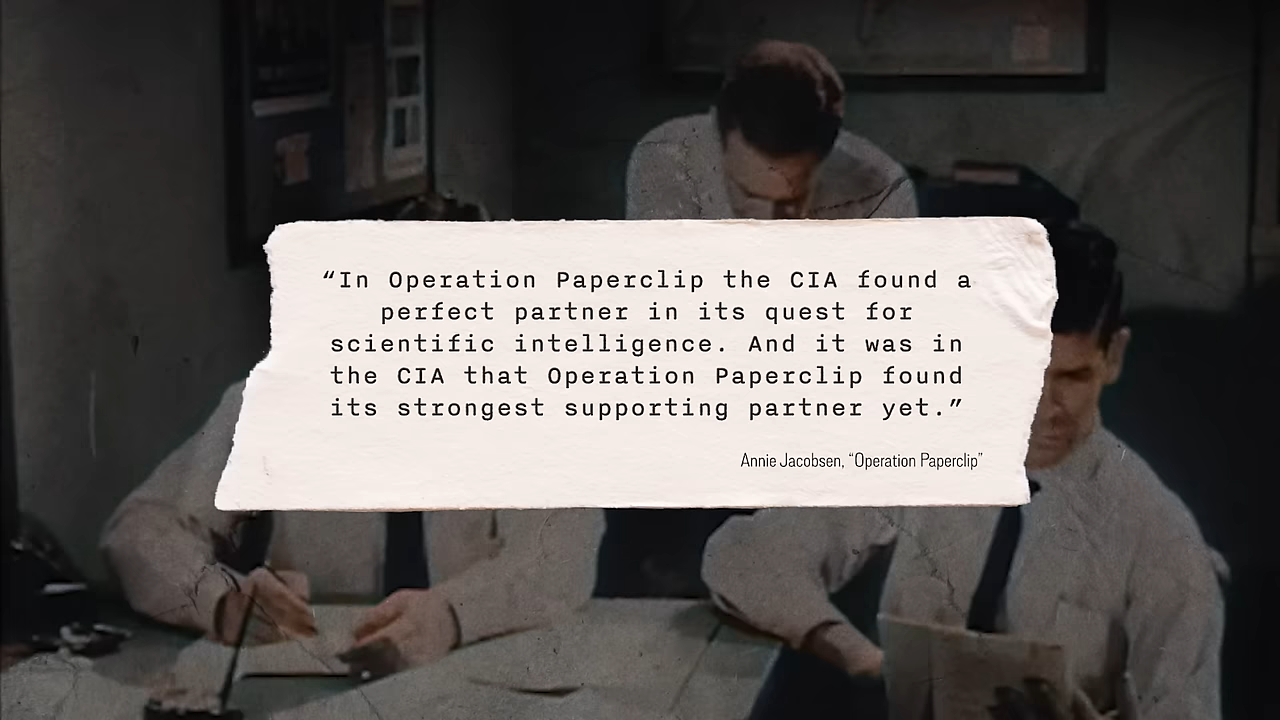 “In Operation Paperclip the CIA found a
perfect partner in its quest for
scientific intelligence. And it was in
the CIA that Operation Paperclip found
its strongest supporting partner yet.”
Annie Jacobsen, “Operation Paperclip”